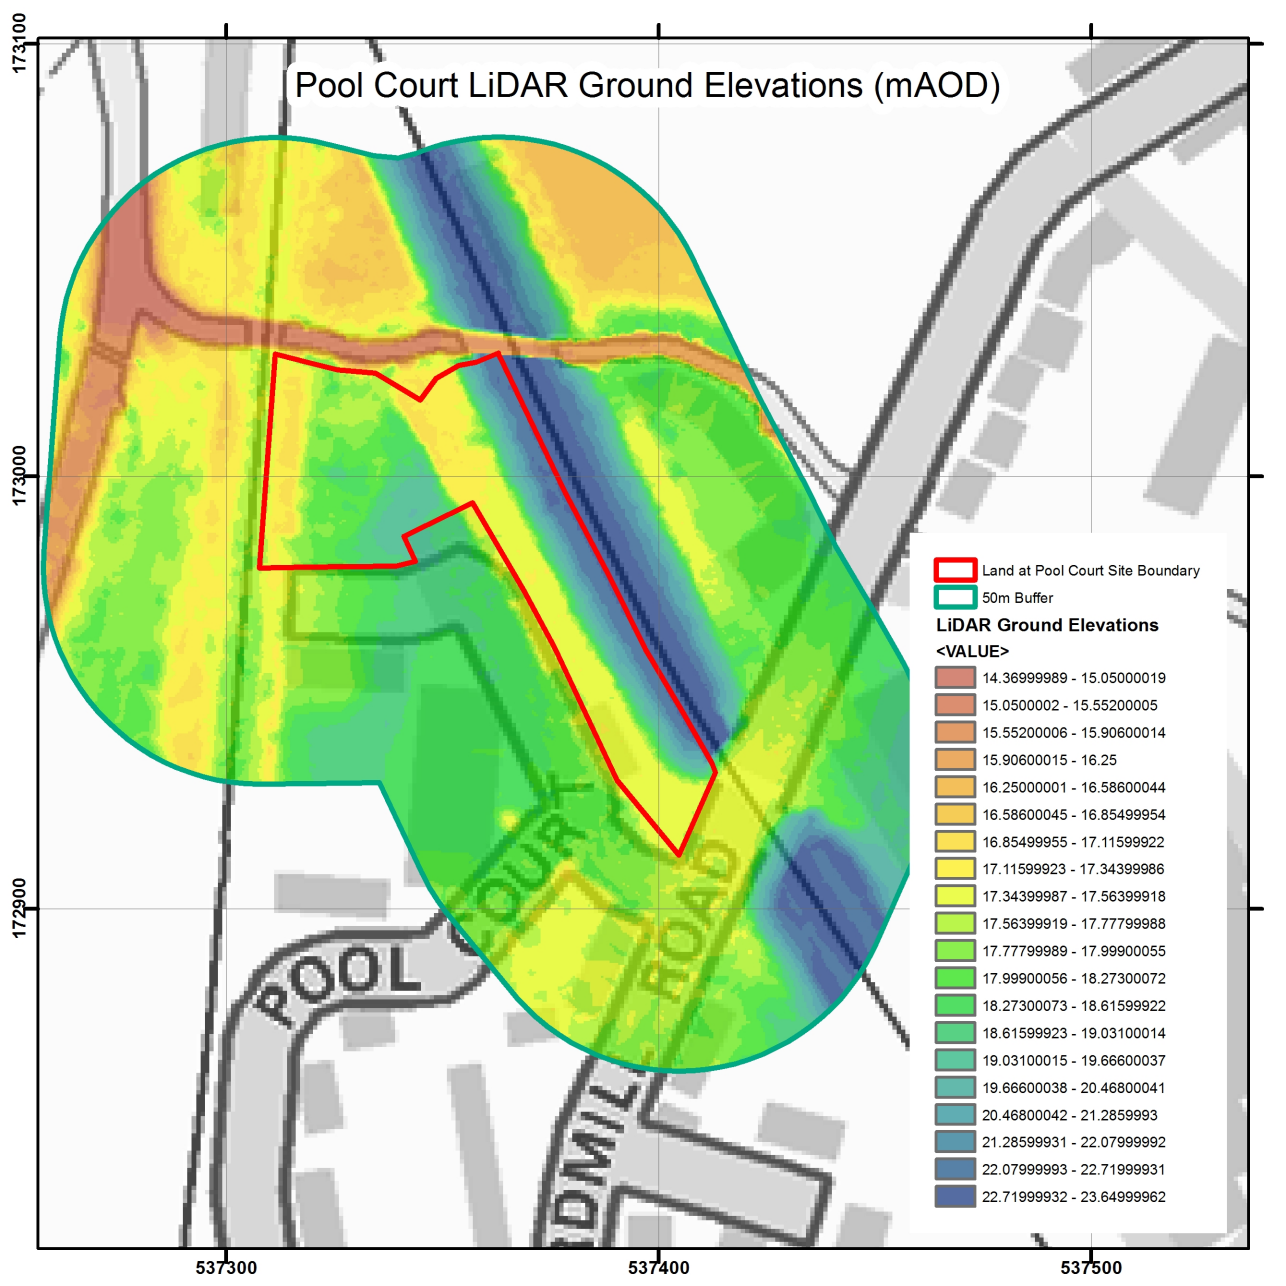 Pool Court LiDAR Ground Elevations (mAOD)
173100
173000
172900
Land at Pool Court Site Boundary
50m Buffer
LiDAR Ground Elevations
<VALUE>
14.36999989 - 15.05000019
15.0500002 - 15.55200005
15.55200006 - 15.90600014
15.90600015 - 16.25
16.25000001 - 16.58600044
16.58600045 - 16.85499954
16.85499955 - 17.11599922
17.11599923 - 17.34399986
17.34399987 - 17.56399918
17.56399919 - 17.77799988
17.77799989 - 17.99900055
17.99900056 - 18.27300072
18.27300073 - 18.61599922
18.61599923 - 19.03100014
19.03100015 - 19.66600037
19.66600038 - 20.46800041
20.46800042 - 21.2859993
21.28599931 - 22.07999992
22.07999993 - 22.71999931
22.71999932 - 23.64999962
POOL COURT
ROAD
537300
537400
537500